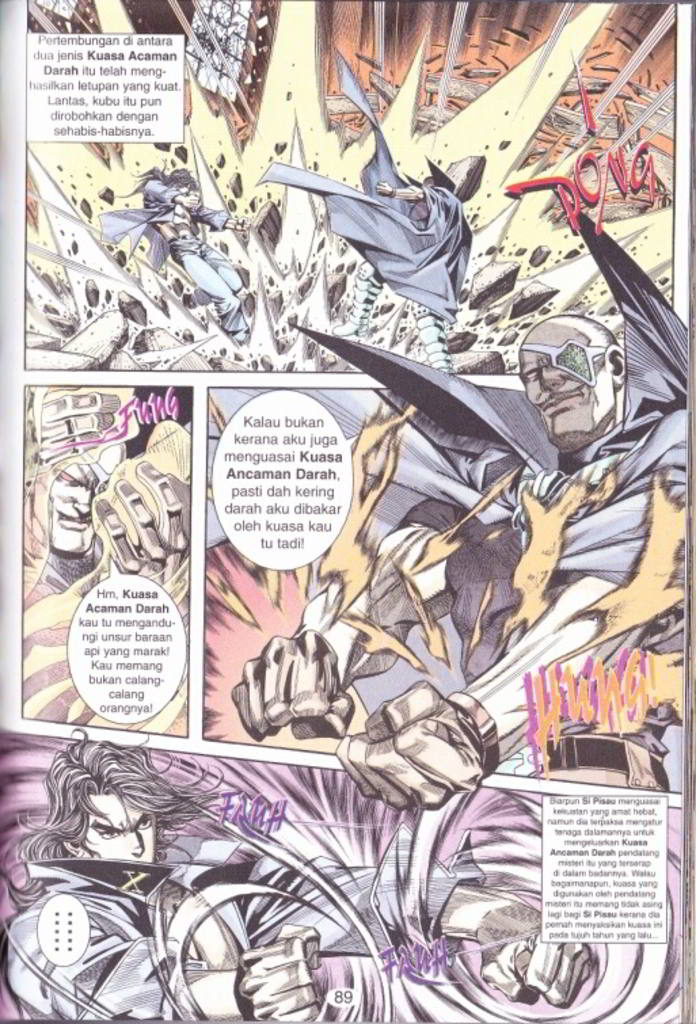 Pertembungan di antara
dua jenis Kuasa Acaman
Darah itu telah meng-
hasilkan letupan yang kuat.
Lantas, kubu itu pun
dirobohkan dengan
sehabis-habisnya.
DONG
FUNG
Hm, Kuasa
Acaman Darah
kau tu mengandu-
ngi unsur baraan
api yang marak!
Kau memang
bukan calang-
calang
orangnya!
Kalau bukan
kerana aku juga
menguasai Kuasa
Ancaman Darah,
pasti dah kering
darah aku dibakar
oleh kuasa kau
tu tadi!
HUNG!
FAUH
Biarpun Si Pisau menguasai
kekuatan yang amat hebat,
namun dia terpaksa mengatur
tenaga dalamannya untuk
mengeluarkan Kuasa
Ancaman Darah pendatang
misteri itu yang terserap
di dalam badannya. Walau
bagaimanapun, kuasa yang
digunakan oleh pendatang
misteri itu memang tidak asing
lagi bagi Si Pisau kerana dia
pernah menyaksikan kuasa ini
pada tujuh tahun yang lalu...
FAUH
89